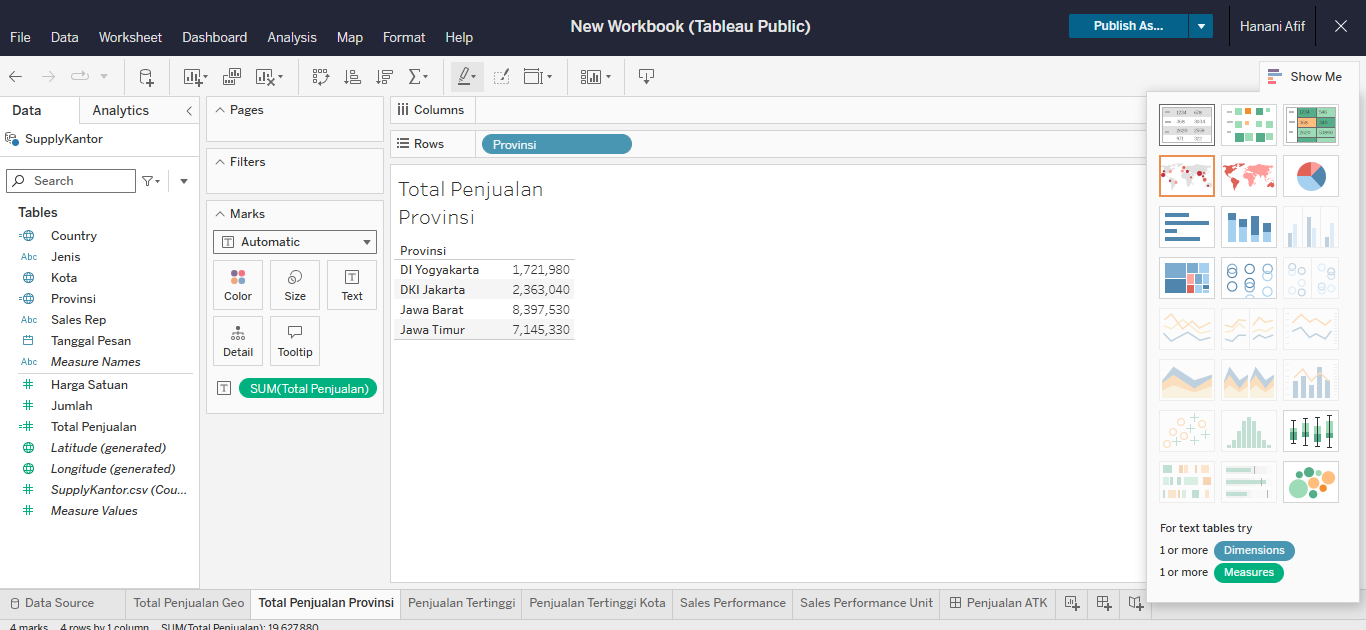 New Workbook (Tableau Public)
Publish As...
Hanani Afif
File Data Worksheet Dashboard Analysis Map Format Help
Show Me
Data Analytics
SupplyKantor
Search
Tables
Country
Abc Jenis
Kota
Provinsi
Abc Sales Rep
Tanggal Pesan
Abc Measure Names
Harga Satuan
Jumlah
Total Penjualan
Latitude (generated)
Longitude (generated)
SupplyKantor.csv (Cou...
Measure Values
Pages
Filters
Marks
T Automatic
Color Size Text
Detail Tooltip
T SUM(Total Penjualan)
Columns
Rows Provinsi
Total Penjualan
Provinsi
Provinsi
DI Yogyakarta 1,721,980
DKI Jakarta 2,363,040
Jawa Barat 8,397,530
Jawa Timur 7,145,330
For text tables try
1 or more Dimensions
1 or more Measures
Data Source Total Penjualan Geo Total Penjualan Provinsi Penjualan Tertinggi Penjualan Tertinggi Kota Sales Performance Sales Performance Unit Penjualan ATK
4 marks 4 rows by 1 column SUM(Total Penjualan): 19,627,880